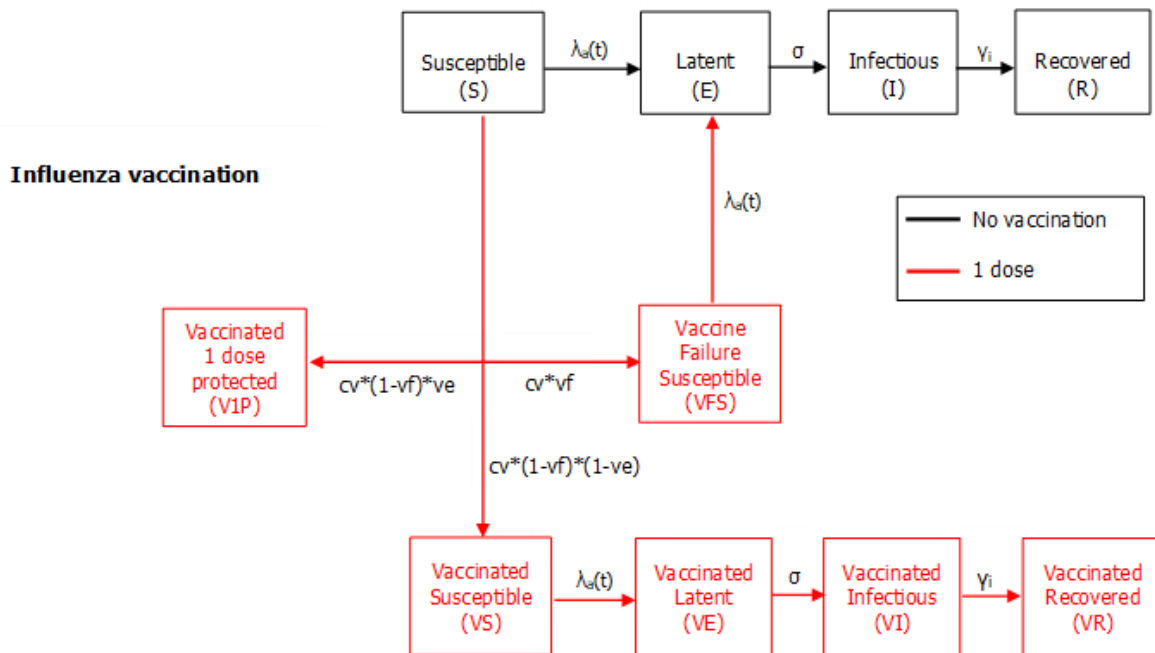 Susceptible
(S)
λₐ(t)
Latent
(E)
σ
Infectious
(I)
γᵢ
Recovered
(R)
Influenza vaccination
λₐ(t)
No vaccination
1 dose
Vaccinated
1 dose
protected
(V1P)
cv*(1-vf)*ve
cv*vf
Vaccine
Failure
Susceptible
(VFS)
cv*(1-vf)*(1-ve)
Vaccinated
Susceptible
(VS)
λₐ(t)
Vaccinated
Latent
(VE)
σ
Vaccinated
Infectious
(VI)
γᵢ
Vaccinated
Recovered
(VR)